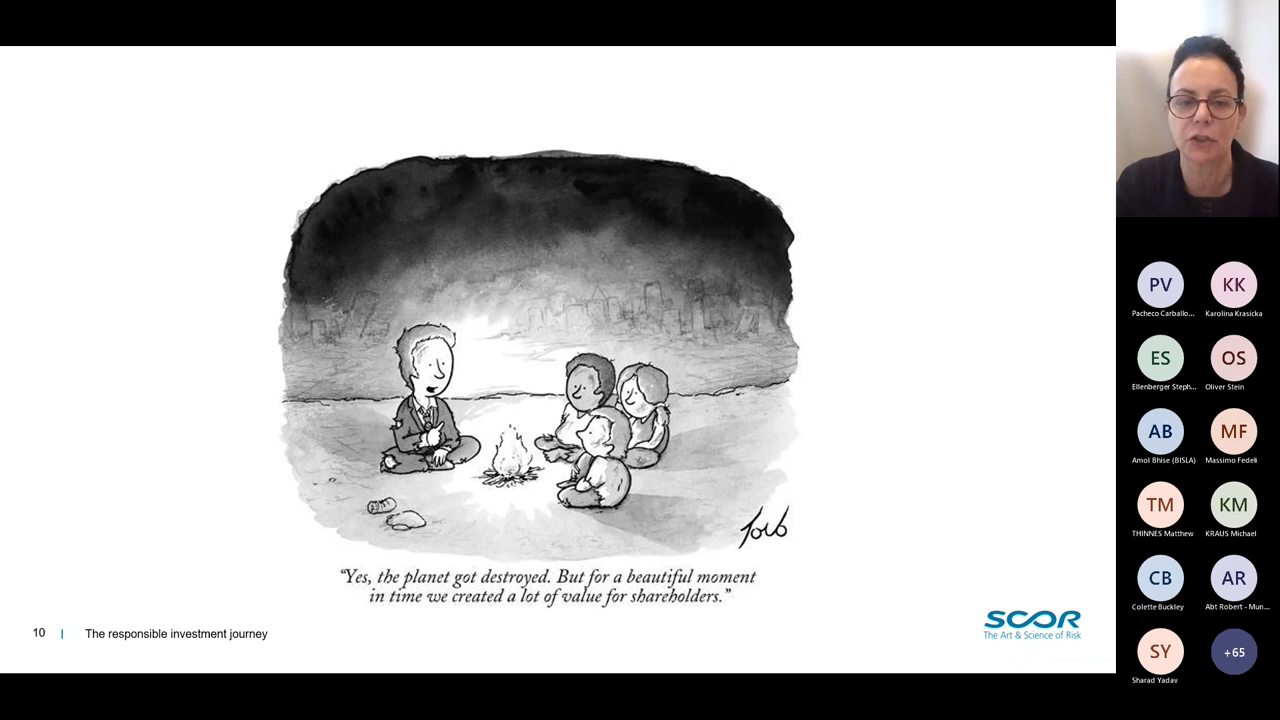 "Yes, the planet got destroyed. But for a beautiful moment
in time we created a lot of value for shareholders."
10 | The responsible investment journey
SCOR
The Art & Science of Risk
PV KK
Pacheco Carballo... Karolina Krasicka
ES OS
Ellenberger Steph... Oliver Stein
AB MF
Amol Bhise (BISLA) Massimo Fedeli
TM KM
THINNES Matthew KRAUS Michael
CB AR
Colette Buckley Abt Robert - Mun...
SY +65
Sharad Yadav